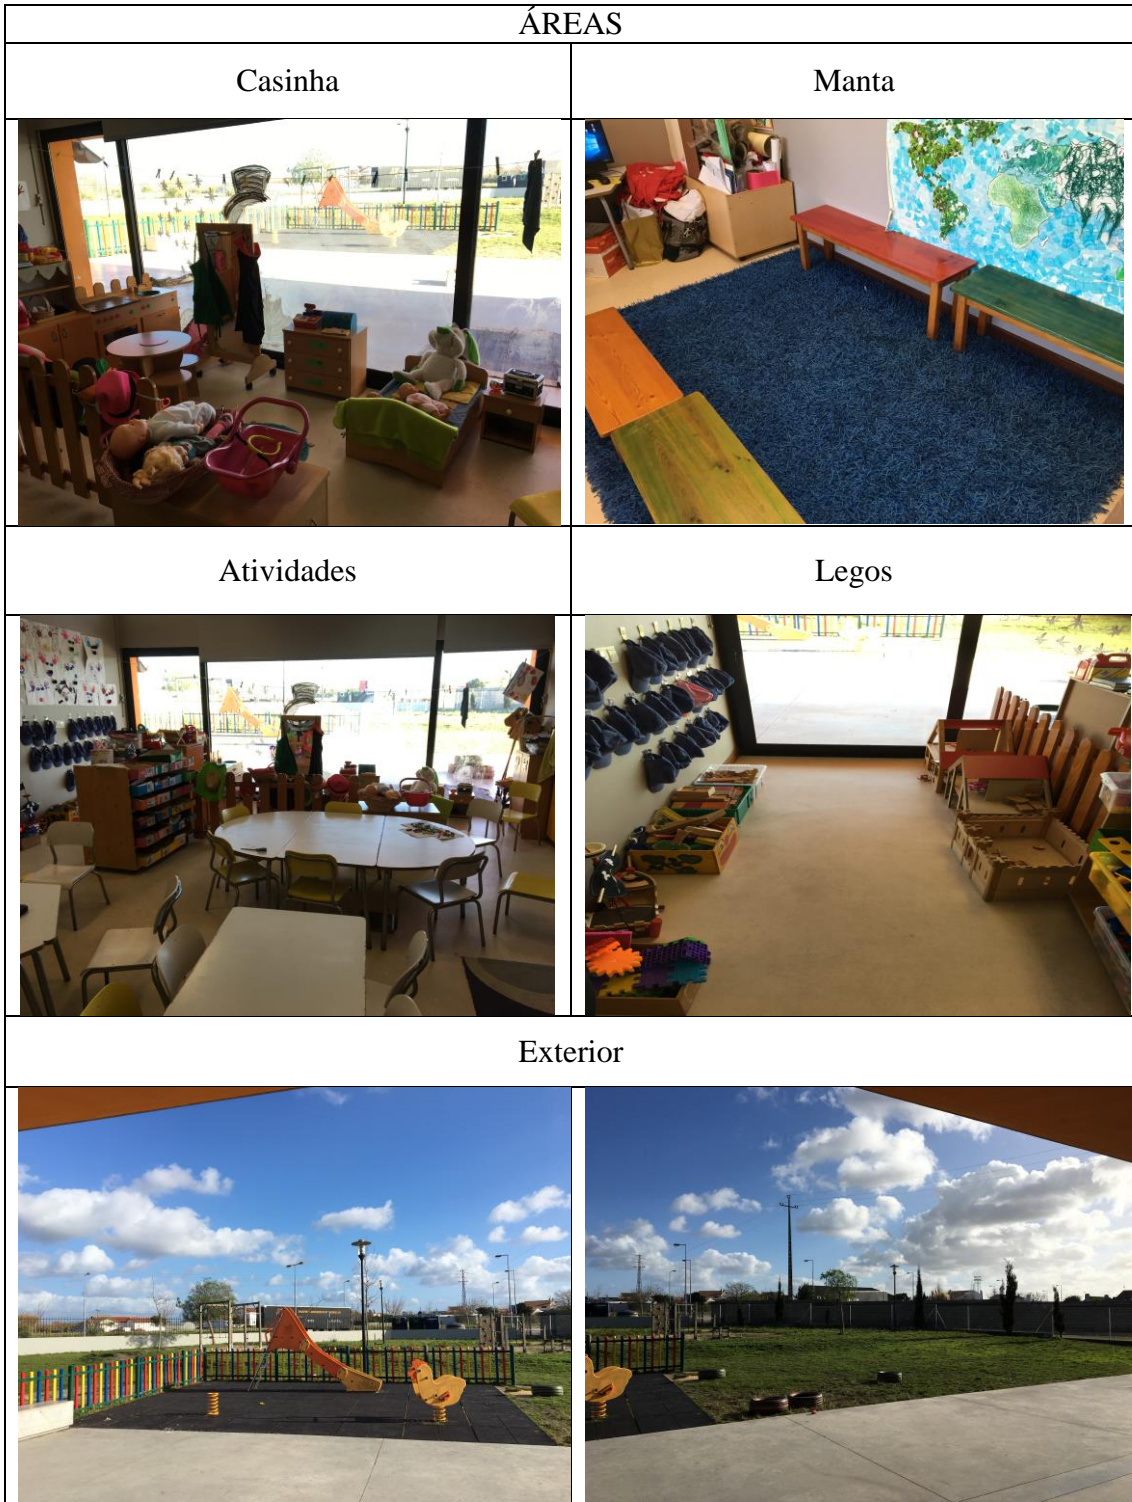 ÁREAS
Casinha
Manta
Atividades
Legos
Exterior